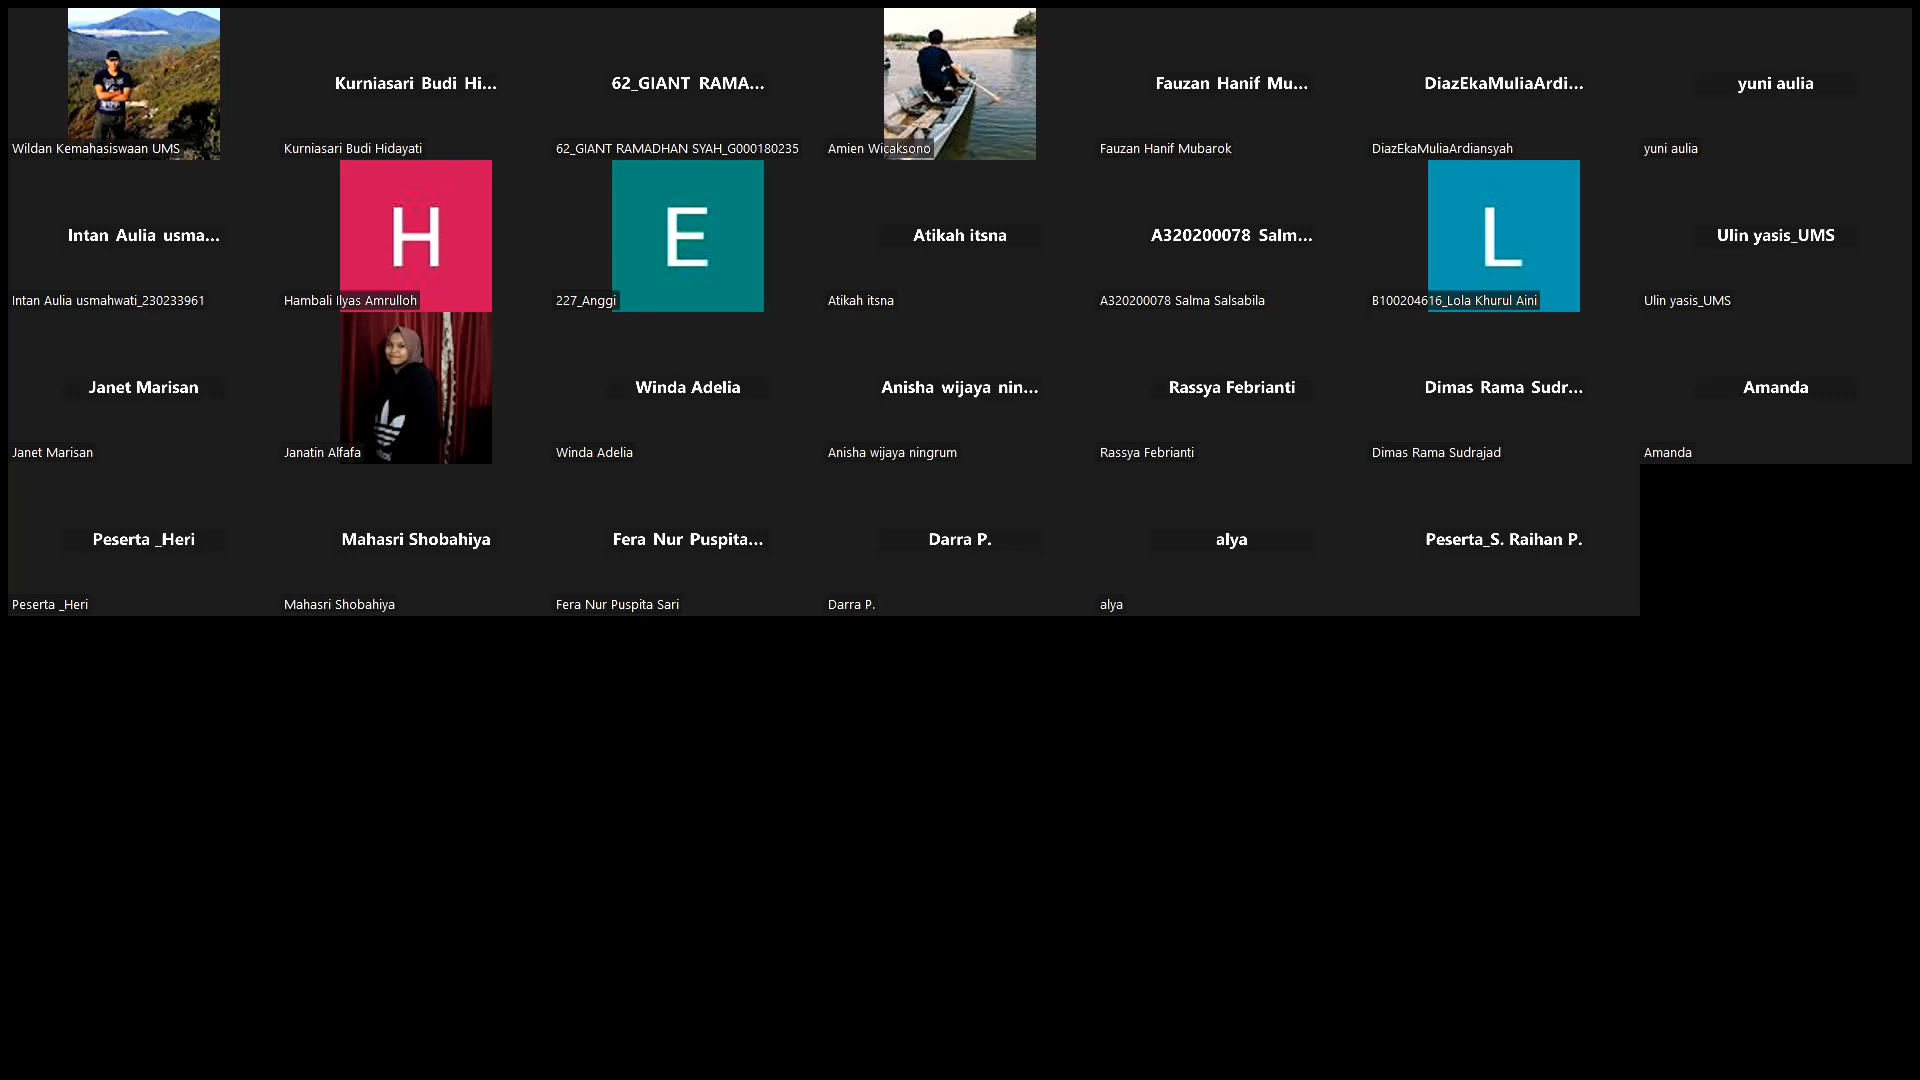 Kurniasari Budi Hi...
62_GIANT RAMA...
Fauzan Hanif Mu...
DiazEkaMuliaArdi...
yuni aulia
Wildan Kemahasiswaan UMS
Kurniasari Budi Hidayati
62_GIANT RAMADHAN SYAH_G000180235
Amien Wicaksono
Fauzan Hanif Mubarok
DiazEkaMuliaArdiansyah
yuni aulia
Intan Aulia usma...
H
E
Atikah itsna
A320200078 Salm...
L
Ulin yasis_UMS
Intan Aulia usmahwati_230233961
Hambali Ilyas Amrulloh
227_Anggi
Atikah itsna
A320200078 Salma Salsabila
B100204616_Lola Khurul Aini
Ulin yasis_UMS
Janet Marisan
Winda Adelia
Anisha wijaya nin...
Rassya Febrianti
Dimas Rama Sudr...
Amanda
Janet Marisan
Janatin Alfafa
Winda Adelia
Anisha wijaya ningrum
Rassya Febrianti
Dimas Rama Sudrajad
Amanda
Peserta _Heri
Mahasri Shobahiya
Fera Nur Puspita...
Darra P.
alya
Peserta_S. Raihan P.
Peserta _Heri
Mahasri Shobahiya
Fera Nur Puspita Sari
Darra P.
alya